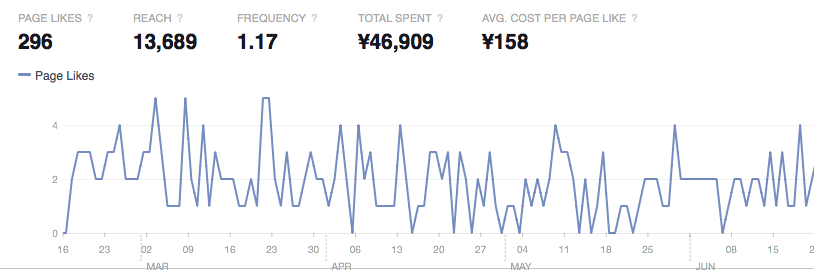 PAGE LIKES ? REACH ? FREQUENCY ? TOTAL SPENT ? AVG. COST PER PAGE LIKE ?
296 13,689 1.17 ¥46,909 ¥158
Page Likes
4
2
0
16 23 02 09 16 23 30 06 13 20 27 04 11 18 25 08 15
MAR APR MAY JUN